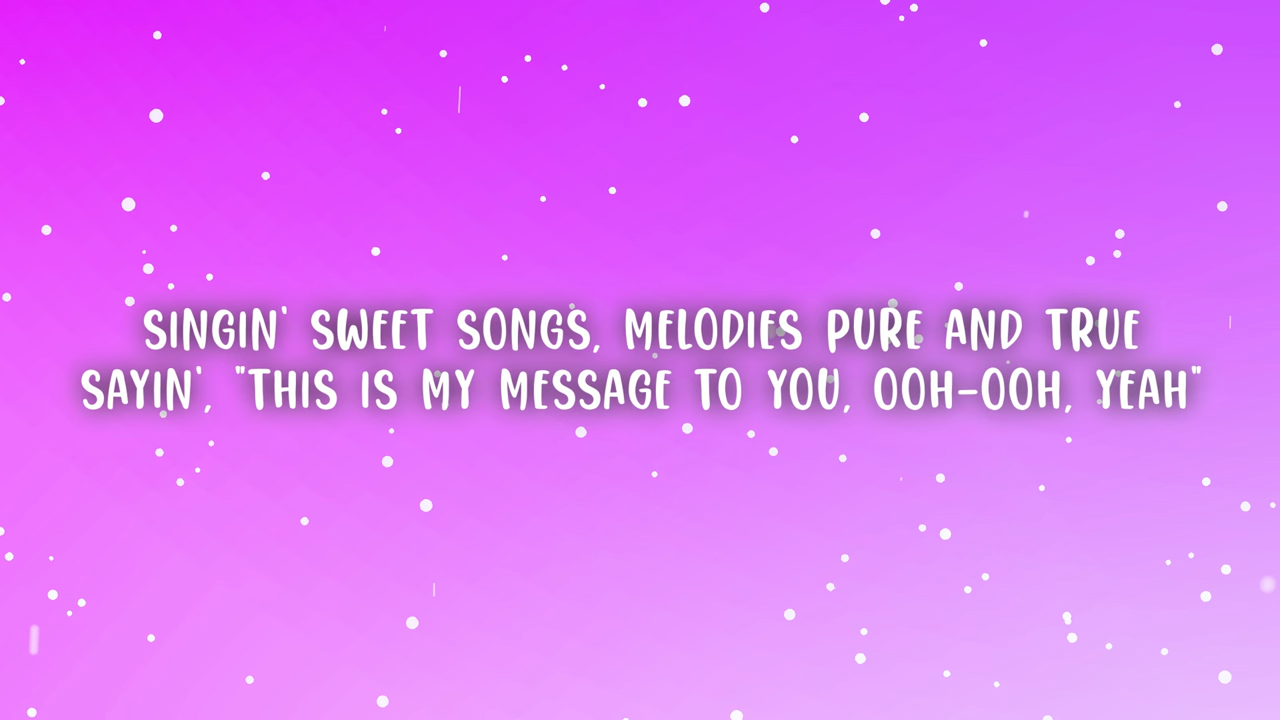 SINGIN' SWEET SONGS, MELODIES PURE AND TRUE
SAYIN', "THIS IS MY MESSAGE TO YOU, OOH-OOH, YEAH"